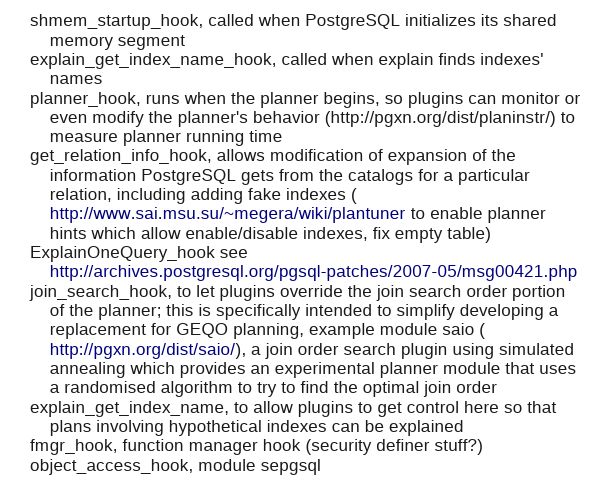 shmem_startup_hook, called when PostgreSQL initializes its shared
memory segment
explain_get_index_name_hook, called when explain finds indexes'
names
planner_hook, runs when the planner begins, so plugins can monitor or
even modify the planner's behavior (http://pgxn.org/dist/planinstr/) to
measure planner running time
get_relation_info_hook, allows modification of expansion of the
information PostgreSQL gets from the catalogs for a particular
relation, including adding fake indexes (
http://www.sai.msu.su/~megera/wiki/plantuner to enable planner
hints which allow enable/disable indexes, fix empty table)
ExplainOneQuery_hook see
http://archives.postgresql.org/pgsql-patches/2007-05/msg00421.php
join_search_hook, to let plugins override the join search order portion
of the planner; this is specifically intended to simplify developing a
replacement for GEQO planning, example module saio (
http://pgxn.org/dist/saio/), a join order search plugin using simulated
annealing which provides an experimental planner module that uses
a randomised algorithm to try to find the optimal join order
explain_get_index_name, to allow plugins to get control here so that
plans involving hypothetical indexes can be explained
fmgr_hook, function manager hook (security definer stuff?)
object_access_hook, module sepgsql